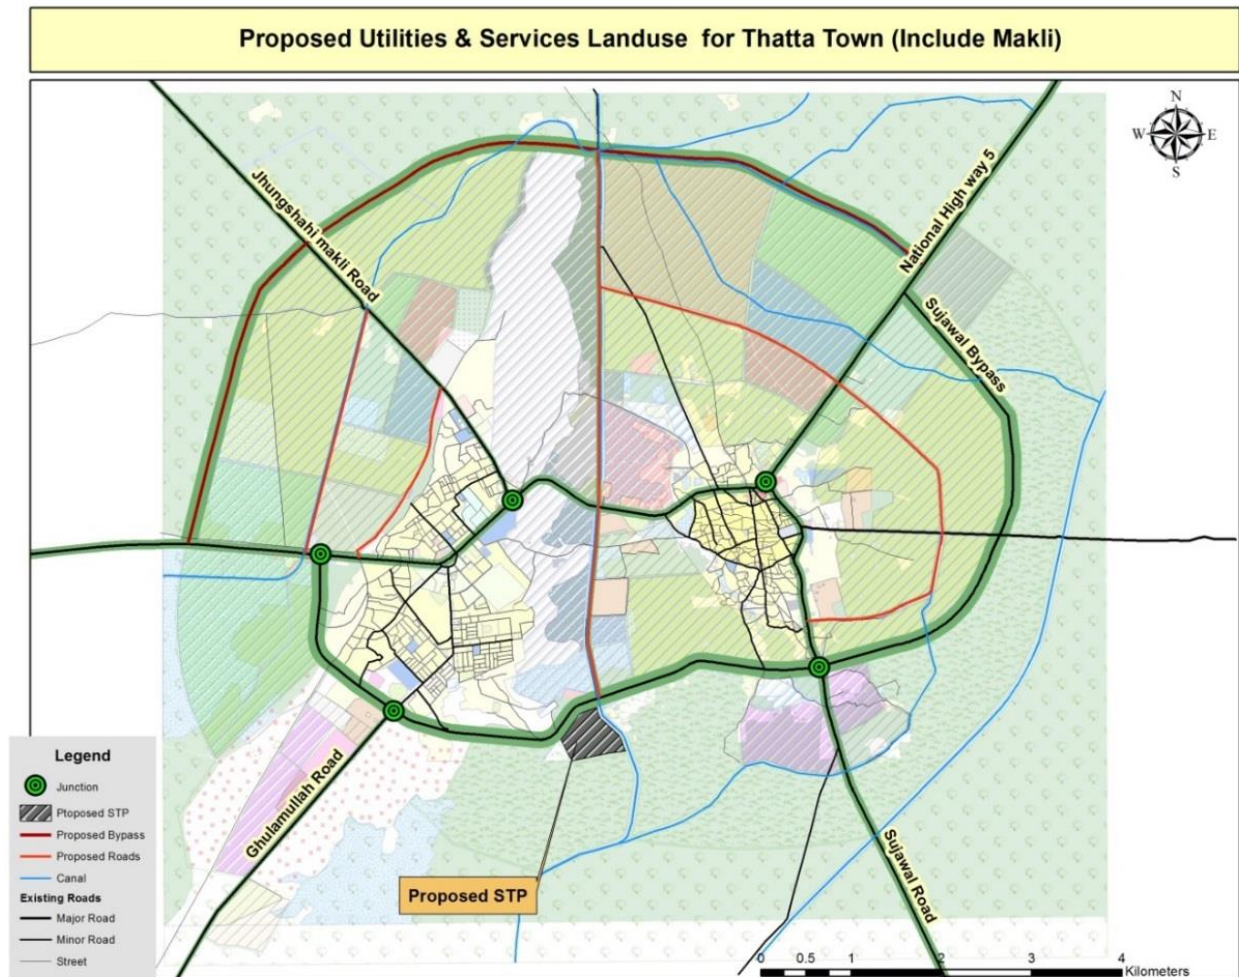 Proposed Utilities & Services Landuse for Thatta Town (Include Makli)
N
W
E
S
Jhungshahi makli Road
National High way 5
Sujawal Bypass
Ghulamullah Road
Sujawal Road
Proposed STP
Legend
Junction
Ptoposed STP
Proposed Bypass
Proposed Roads
Canal
Existing Roads
Major Road
Minor Road
Street
0 0.5 1 2 3 4
Kilometers